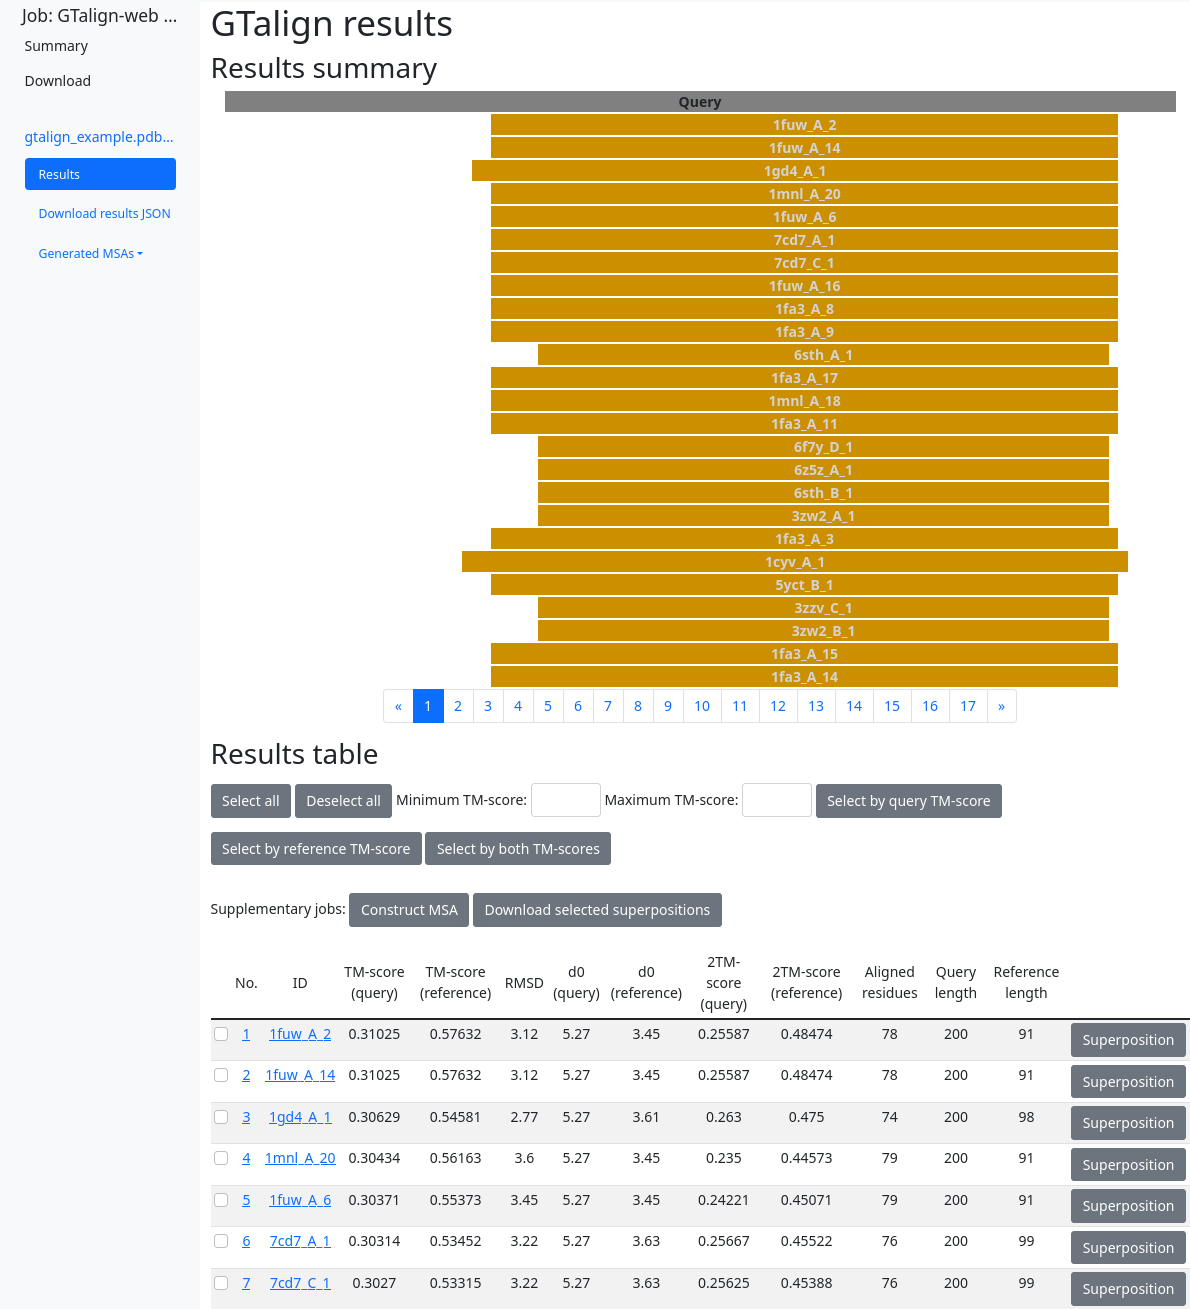 Job: GTalign-web ...
Summary
Download
gtalign_example.pdb...
Results
Download results JSON
Generated MSAs
GTalign results
Results summary
Query
1fuw_A_2
1fuw_A_14
1gd4_A_1
1mnl_A_20
1fuw_A_6
7cd7_A_1
7cd7_C_1
1fuw_A_16
1fa3_A_8
1fa3_A_9
6sth_A_1
1fa3_A_17
1mnl_A_18
1fa3_A_11
6f7y_D_1
6z5z_A_1
6sth_B_1
3zw2_A_1
1fa3_A_3
1cyv_A_1
5yct_B_1
3zzv_C_1
3zw2_B_1
1fa3_A_15
1fa3_A_14
« 1 2 3 4 5 6 7 8 9 10 11 12 13 14 15 16 17 »
Results table
Select all Deselect all Minimum TM-score: Maximum TM-score: Select by query TM-score
Select by reference TM-score Select by both TM-scores
Supplementary jobs: Construct MSA Download selected superpositions
No. ID TM-score (query) TM-score (reference) RMSD d0 (query) d0 (reference) 2TM-score (query) 2TM-score (reference) Aligned residues Query length Reference length
1 1fuw_A_2 0.31025 0.57632 3.12 5.27 3.45 0.25587 0.48474 78 200 91 Superposition
2 1fuw_A_14 0.31025 0.57632 3.12 5.27 3.45 0.25587 0.48474 78 200 91 Superposition
3 1gd4_A_1 0.30629 0.54581 2.77 5.27 3.61 0.263 0.475 74 200 98 Superposition
4 1mnl_A_20 0.30434 0.56163 3.6 5.27 3.45 0.235 0.44573 79 200 91 Superposition
5 1fuw_A_6 0.30371 0.55373 3.45 5.27 3.45 0.24221 0.45071 79 200 91 Superposition
6 7cd7_A_1 0.30314 0.53452 3.22 5.27 3.63 0.25667 0.45522 76 200 99 Superposition
7 7cd7_C_1 0.3027 0.53315 3.22 5.27 3.63 0.25625 0.45388 76 200 99 Superposition